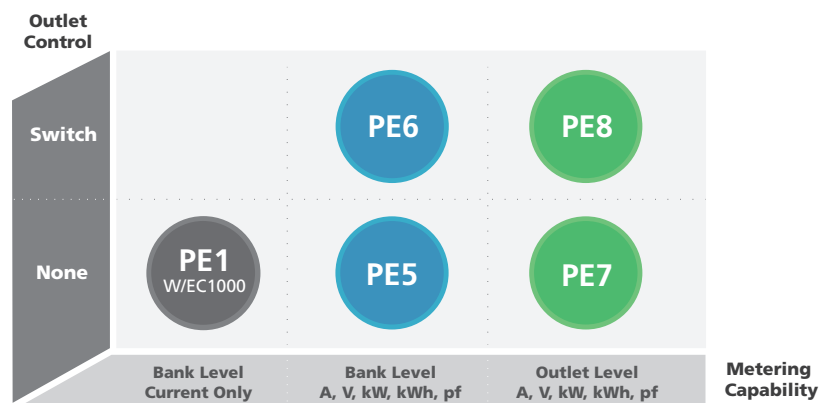 Outlet
Control
Switch
PE6
PE8
None
PE1
W/EC1000
PE5
PE7
Bank Level
Current Only
Bank Level
A, V, kW, kWh, pf
Outlet Level
A, V, kW, kWh, pf
Metering
Capability